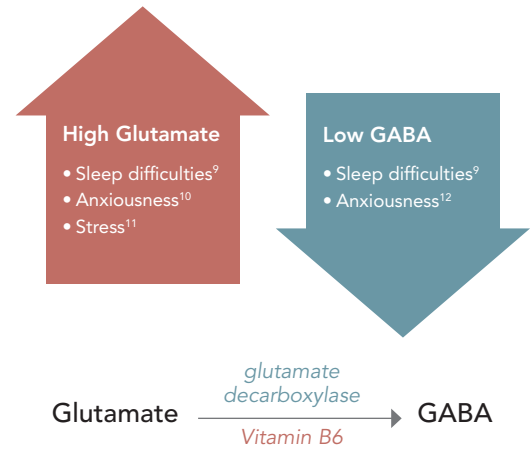 High Glutamate
• Sleep difficulties⁹
• Anxiousness¹⁰
• Stress¹¹
Low GABA
• Sleep difficulties⁹
• Anxiousness¹²
glutamate
decarboxylase
Glutamate
GABA
Vitamin B6